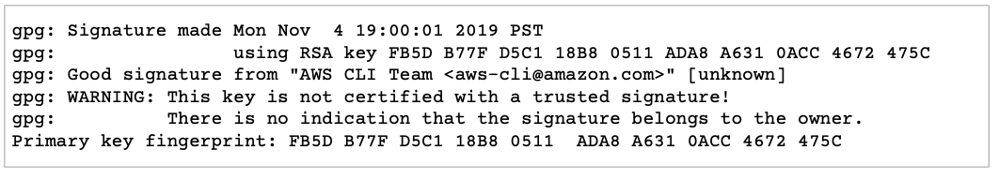 gpg: Signature made Mon Nov  4 19:00:01 2019 PST
gpg:                using RSA key FB5D B77F D5C1 18B8 0511 ADA8 A631 0ACC 4672 475C
gpg: Good signature from "AWS CLI Team <aws-cli@amazon.com>" [unknown]
gpg: WARNING: This key is not certified with a trusted signature!
gpg:          There is no indication that the signature belongs to the owner.
Primary key fingerprint: FB5D B77F D5C1 18B8 0511  ADA8 A631 0ACC 4672 475C